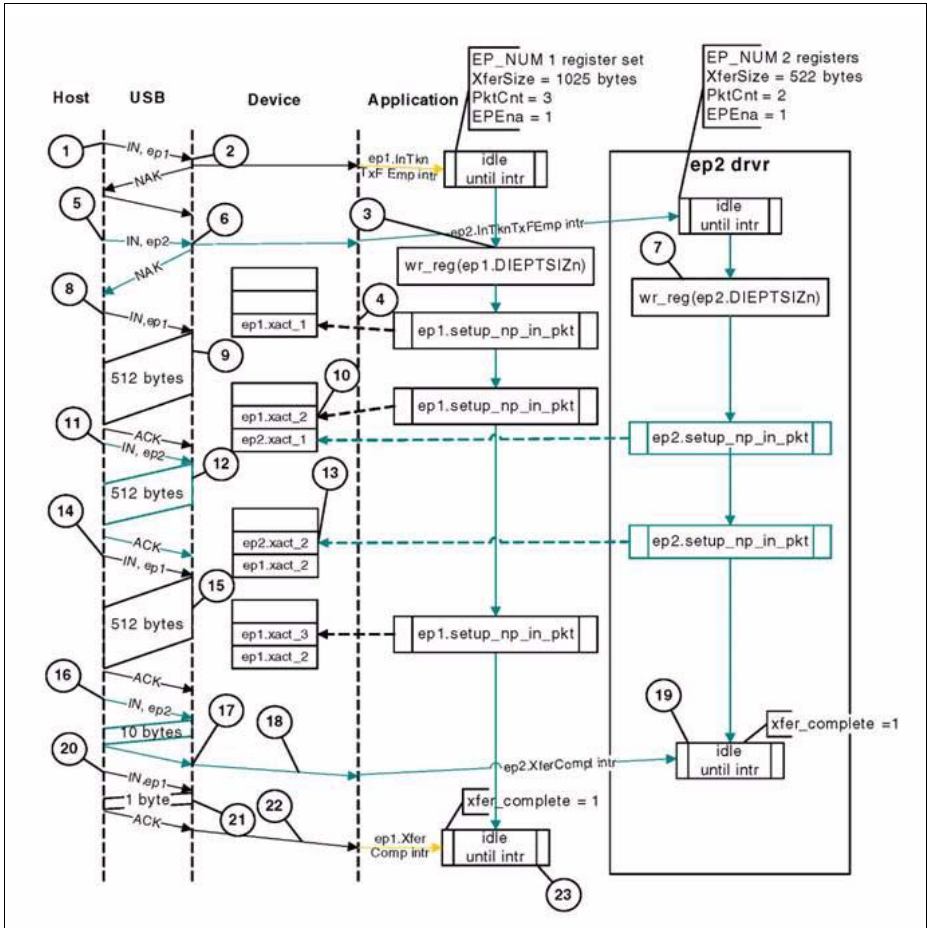 EP_NUM 1 register set
XferSize = 1025 bytes
PktCnt = 3
EPEna = 1
EP_NUM 2 registers
XferSize = 522 bytes
PktCnt = 2
EPEna = 1
Host USB Device Application
1
IN, ep1
2
NAK
ep1.InTkn
TxF Emp intr
idle
until intr
ep2 drvr
5
6
3
IN, ep2
ep2.InTknTxFEmp intr
idle
until intr
NAK
wr_reg(ep1.DIEPTSIZn)
7
wr_reg(ep2.DIEPTSIZn)
8
IN,ep1
4
ep1.xact_1
ep1.setup_np_in_pkt
9
512 bytes
10
ep1.xact_2
ep1.setup_np_in_pkt
11
ACK
IN, ep2
ep2.xact_1
ep2.setup_np_in_pkt
12
512 bytes
13
14
ACK
IN, ep1
ep2.xact_2
ep1.xact_2
ep2.setup_np_in_pkt
15
512 bytes
ep1.xact_3
ep1.xact_2
ep1.setup_np_in_pkt
16
ACK
IN, ep2
17
18
10 bytes
19
xfer_complete =1
idle
until intr
ep2.XferCompl intr
20
IN,ep1
1 byte
21
22
ACK
xfer_complete = 1
ep1.Xfer
Comp intr
idle
until intr
23